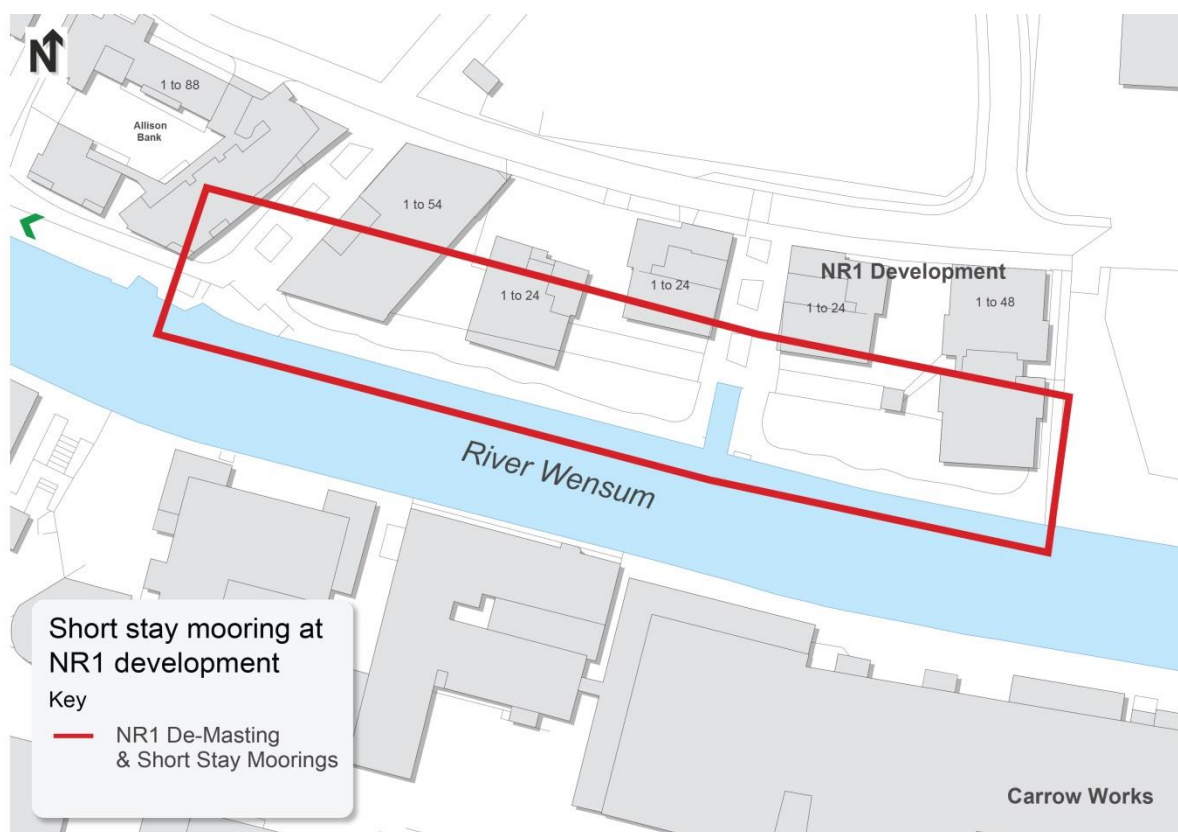 N
1 to 88
Allison
Bank
1 to 54
1 to 24
1 to 24
NR1 Development
1 to 24
1 to 48
River Wensum
Short stay mooring at
NR1 development
Key
NR1 De-Masting
& Short Stay Moorings
Carrow Works